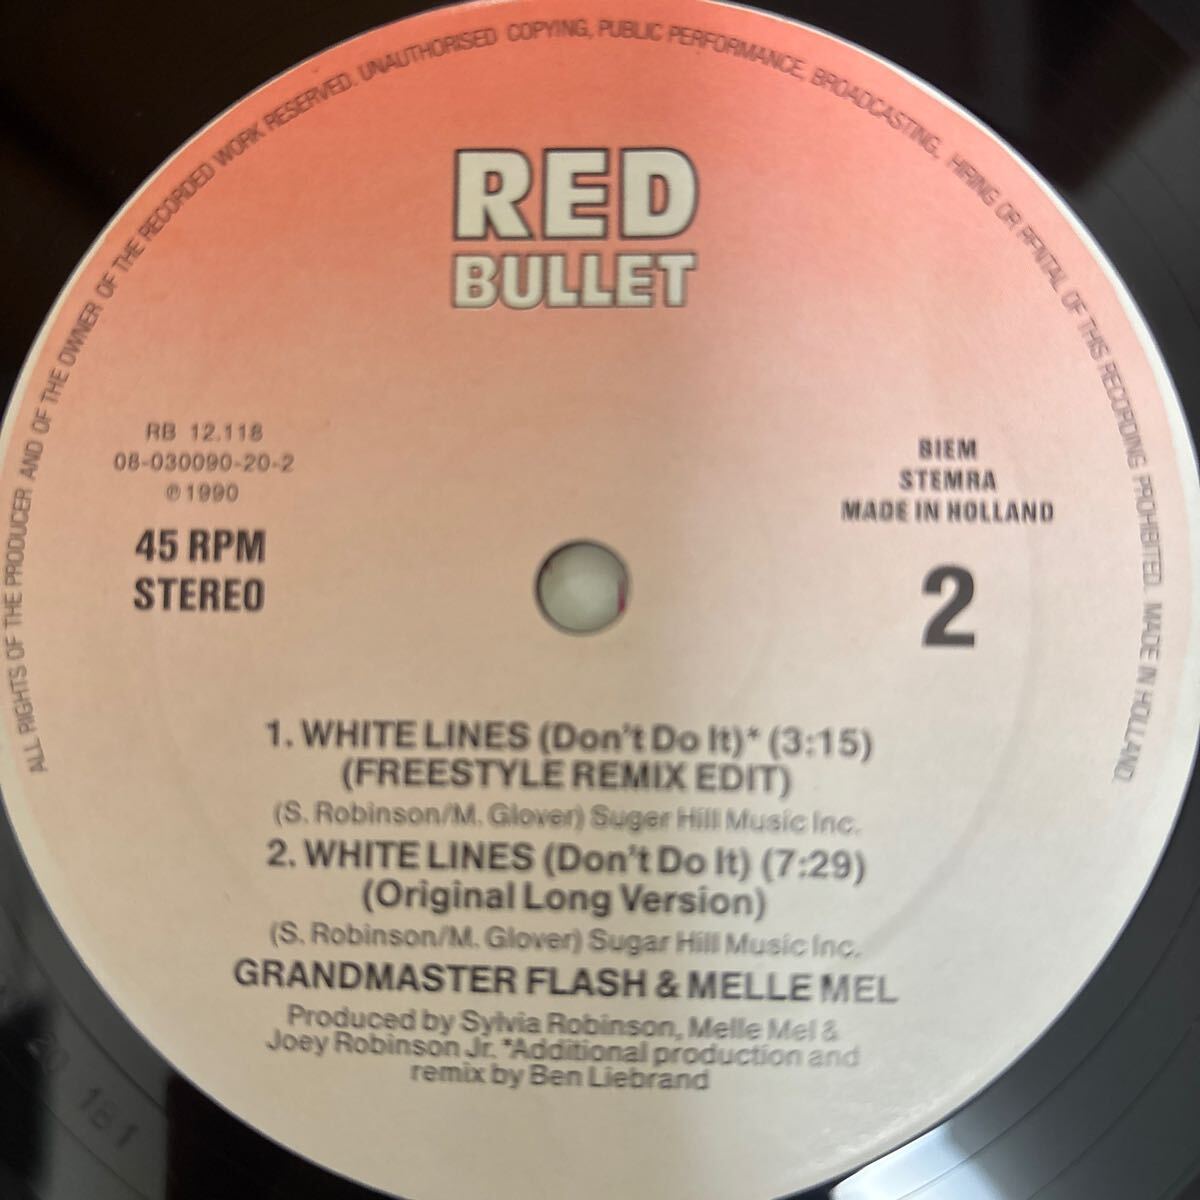 ALL RIGHTS OF THE PRODUCER AND OF THE OWNER OF THE RECORDED WORK RESERVED. UNAUTHORISED COPYING, PUBLIC PERFORMANCE, BROADCASTING, HIRING OR RENTAL OF THIS RECORDING PROHIBITED. MADE IN HOLLAND.
RED
BULLET
RB 12.118
08-030090-20-2
℗1990
45 RPM
STEREO
BIEM
STEMRA
MADE IN HOLLAND
2
1. WHITE LINES (Don't Do It)* (3:15)
(FREESTYLE REMIX EDIT)
(S. Robinson/M. Glover) Suger Hill Music Inc.
2. WHITE LINES (Don't Do It) (7:29)
(Original Long Version)
(S. Robinson/M. Glover) Sugar Hill Music Inc.
GRANDMASTER FLASH & MELLE MEL
Produced by Sylvia Robinson, Melle Mel &
Joey Robinson Jr. *Additional production and
remix by Ben Liebrand